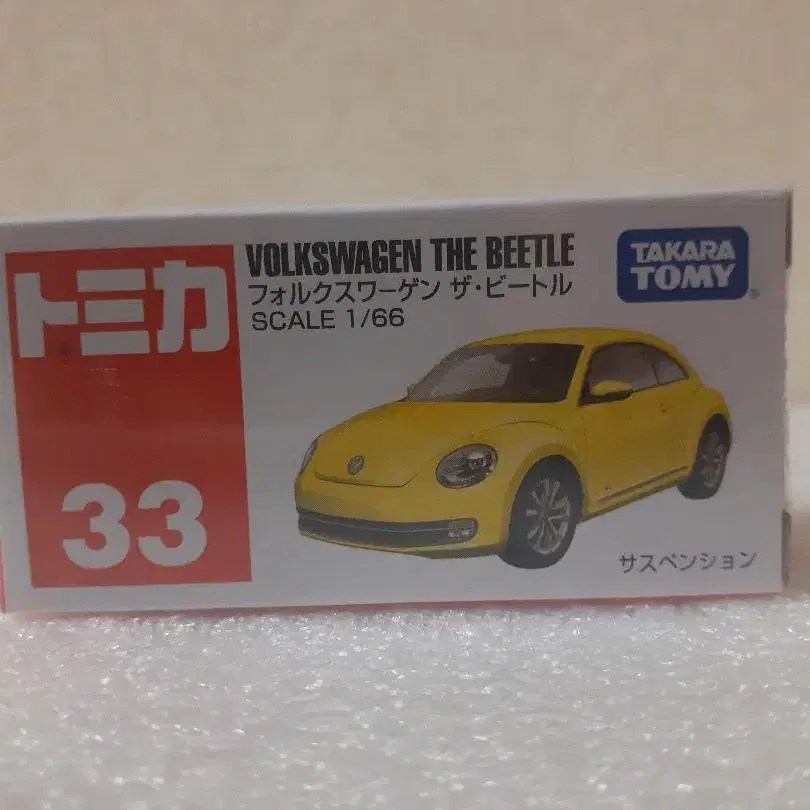 トミカ
33
VOLKSWAGEN THE BEETLE
フォルクスワーゲン ザ・ビートル
SCALE 1/66
TAKARA
TOMY
®
サスペンション